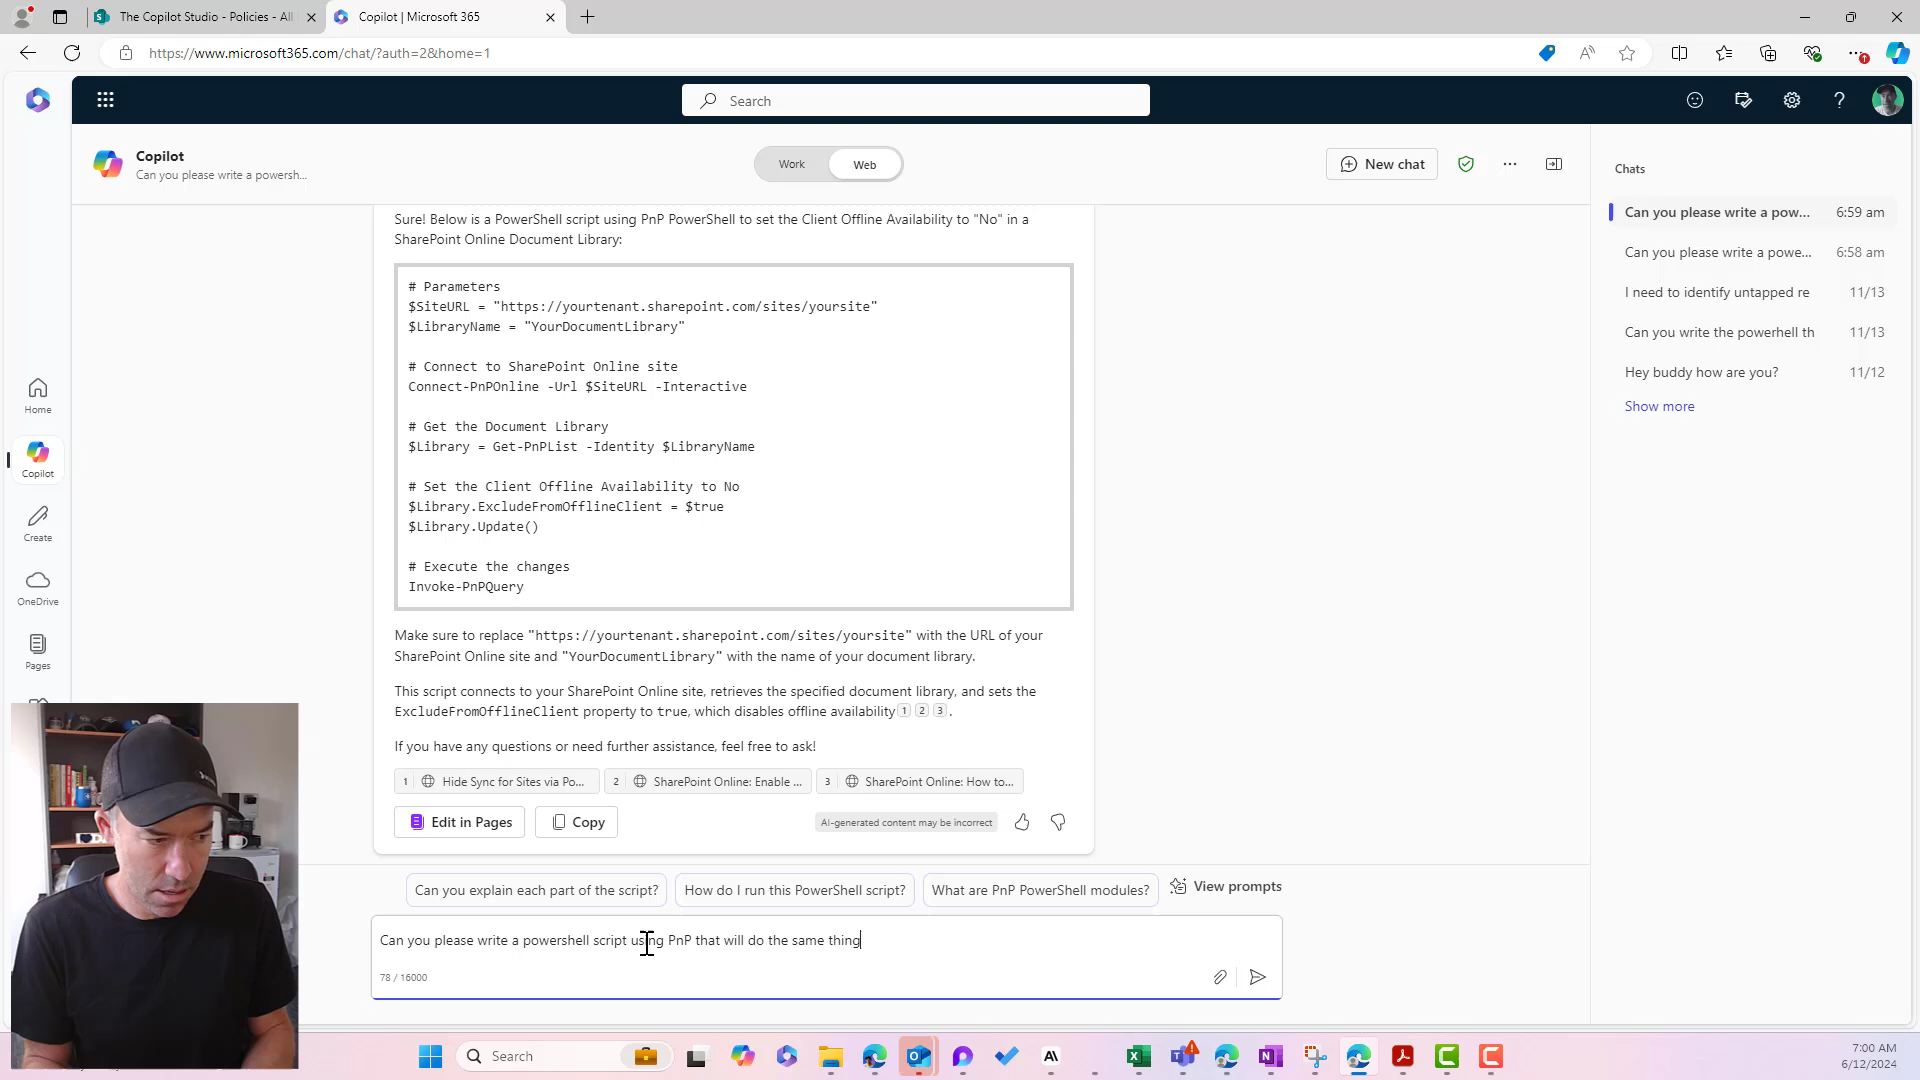 The Copilot Studio - Policies - All
Copilot | Microsoft 365
https://www.microsoft365.com/chat/?auth=2&home=1
Search
Copilot
Can you please write a powersh...
Work
Web
New chat
Chats
Can you please write a pow... 6:59 am
Can you please write a powe... 6:58 am
I need to identify untapped re 11/13
Can you write the powerhell th 11/13
Hey buddy how are you? 11/12
Show more
Home
Copilot
Create
OneDrive
Pages
Sure! Below is a PowerShell script using PnP PowerShell to set the Client Offline Availability to "No" in a
SharePoint Online Document Library:
# Parameters
$SiteURL = "https://yourtenant.sharepoint.com/sites/yoursite"
$LibraryName = "YourDocumentLibrary"
# Connect to SharePoint Online site
Connect-PnPOnline -Url $SiteURL -Interactive
# Get the Document Library
$Library = Get-PnPList -Identity $LibraryName
# Set the Client Offline Availability to No
$Library.ExcludeFromOfflineClient = $true
$Library.Update()
# Execute the changes
Invoke-PnPQuery
Make sure to replace "https://yourtenant.sharepoint.com/sites/yoursite" with the URL of your
SharePoint Online site and "YourDocumentLibrary" with the name of your document library.
This script connects to your SharePoint Online site, retrieves the specified document library, and sets the
ExcludeFromOfflineClient property to true, which disables offline availability 1 2 3 .
If you have any questions or need further assistance, feel free to ask!
1 Hide Sync for Sites via Po...
2 SharePoint Online: Enable ...
3 SharePoint Online: How to...
Edit in Pages
Copy
AI-generated content may be incorrect
Can you explain each part of the script?
How do I run this PowerShell script?
What are PnP PowerShell modules?
View prompts
Can you please write a powershell script using PnP that will do the same thing
78 / 16000
Search
7:00 AM
6/12/2024